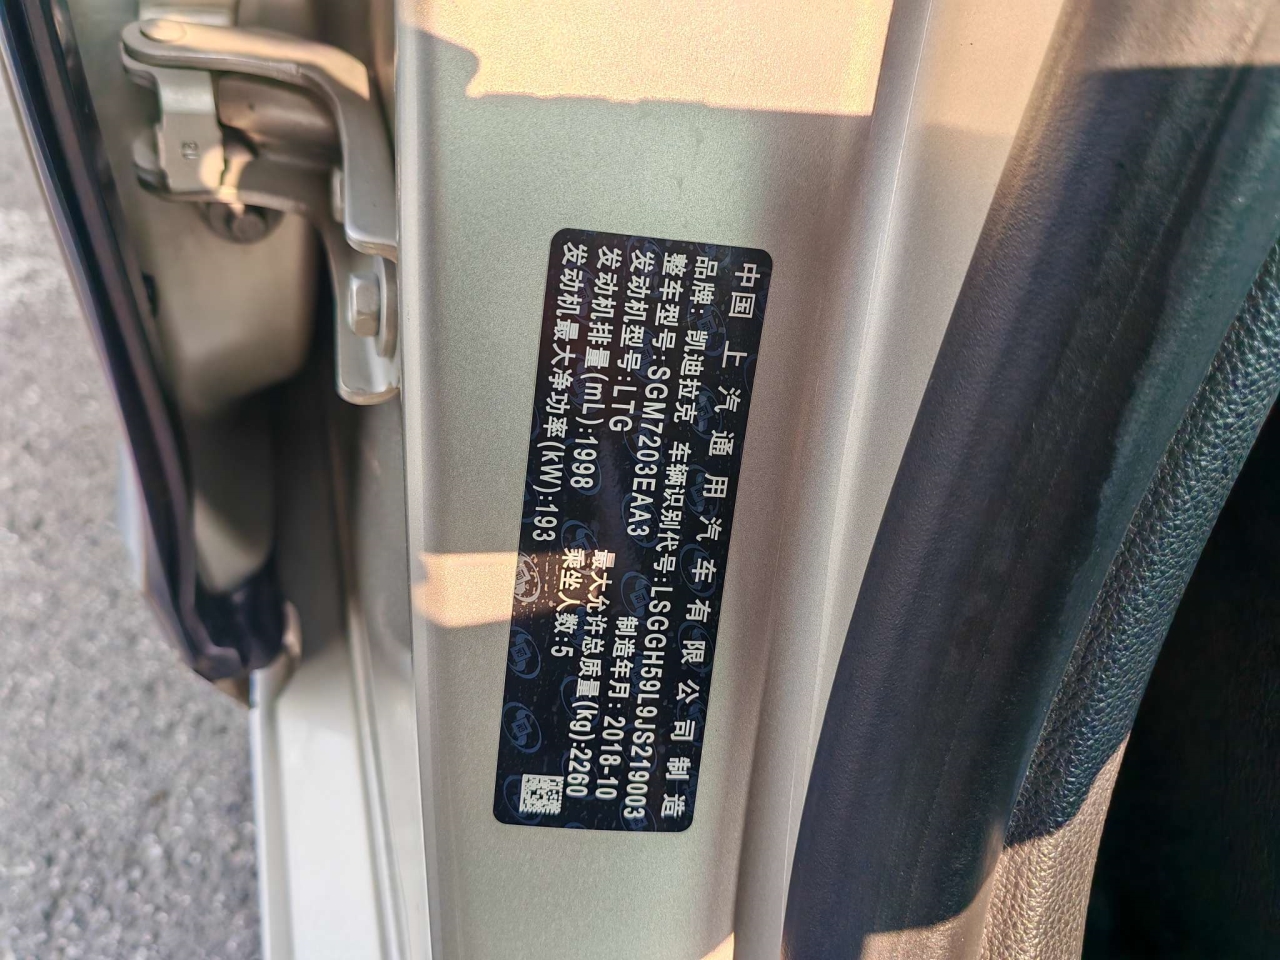 中国 上汽通用汽车有限公司制造
品牌: 凯迪拉克 车辆识别代号:LSGGH59L9JS219003
整车型号:SGM7203EAA3 制造年月: 2018-10
发动机型号:LTG 最大允许总质量(kg):2260
发动机排量(mL):1998 乘坐人数:5
发动机最大净功率(kW):193